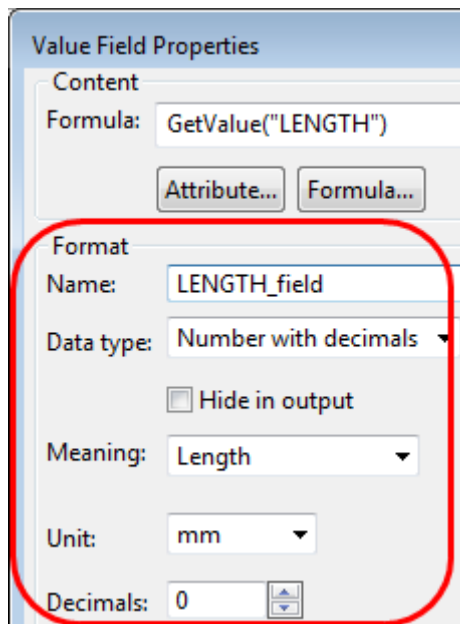 Value Field Properties
Content
Formula: GetValue("LENGTH")
Attribute... Formula...
Format
Name: LENGTH_field
Data type: Number with decimals
Hide in output
Meaning: Length
Unit: mm
Decimals: 0